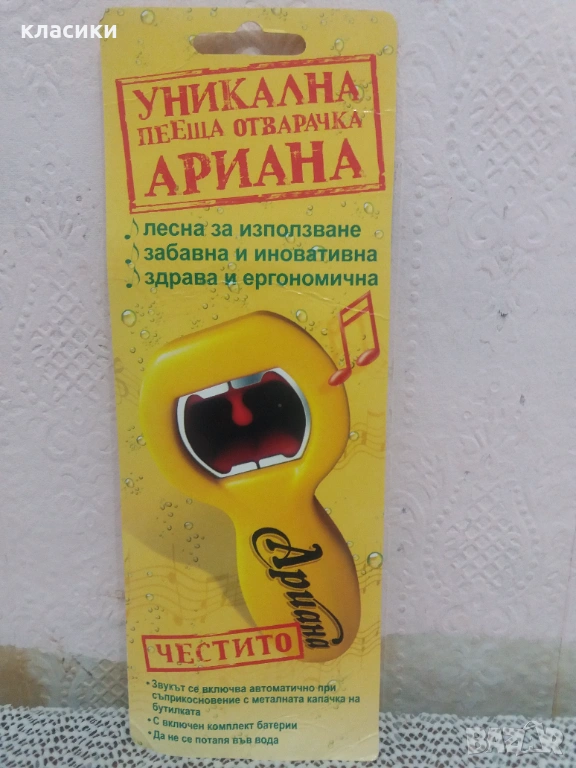 класики
УНИКАЛНА
ПЕЕЩА ОТВАРАЧКА
АРИАНА
лесна за използване
забавна и иновативна
здрава и ергономична
Ариана
ЧЕСТИТО
•Звукът се включва автоматично при
съприкосновение с металната капачка на
бутилката
•С включен комплект батерии
•Да не се потапя във вода
BAZAR